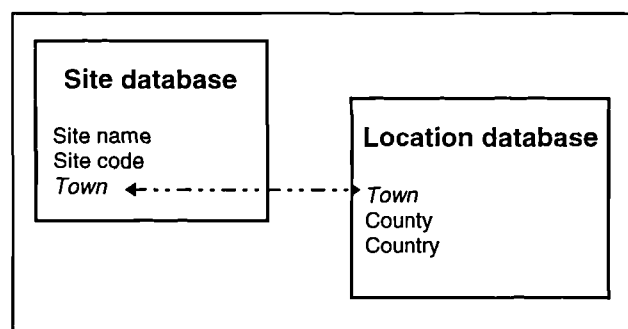 Site database
Site name
Site code
Town
Location database
Town
County
Country